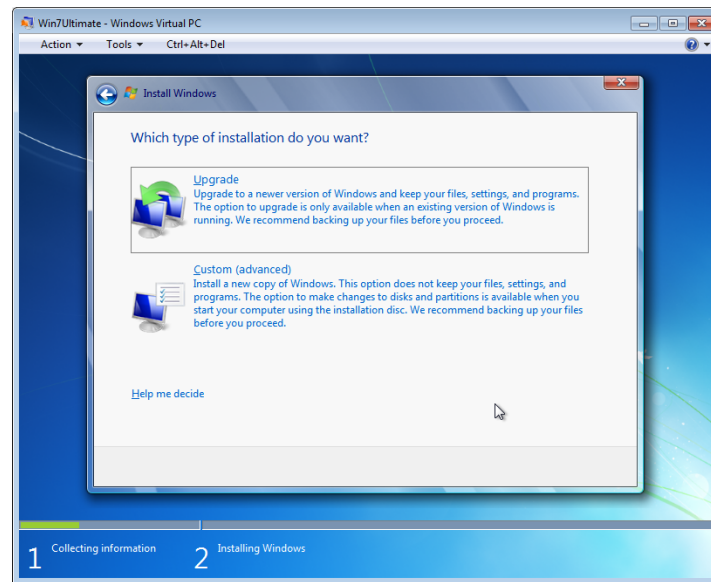 Win7Ultimate - Windows Virtual PC
Action Tools Ctrl+Alt+Del
Install Windows
Which type of installation do you want?
Upgrade
Upgrade to a newer version of Windows and keep your files, settings, and programs.
The option to upgrade is only available when an existing version of Windows is
running. We recommend backing up your files before you proceed.
Custom (advanced)
Install a new copy of Windows. This option does not keep your files, settings, and
programs. The option to make changes to disks and partitions is available when you
start your computer using the installation disc. We recommend backing up your files
before you proceed.
Help me decide
1 Collecting information 2 Installing Windows